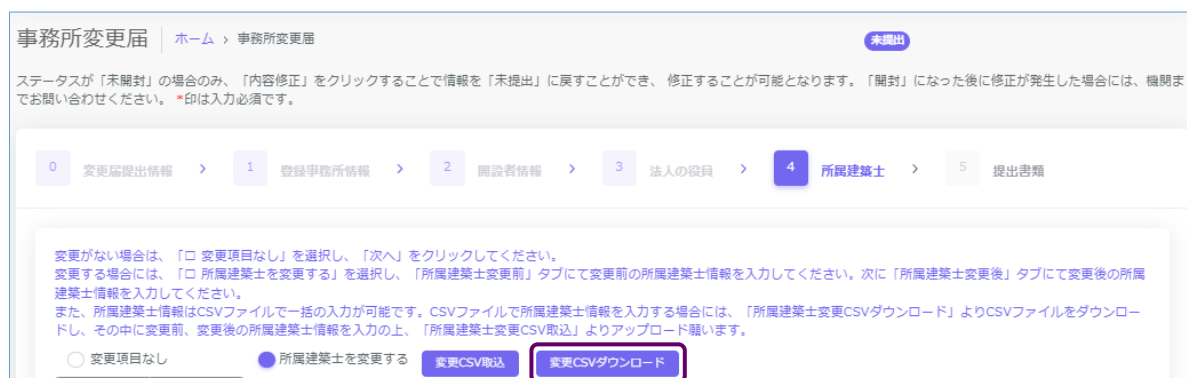 事務所変更届 ホーム > 事務所変更届 未提出
ステータスが「未開封」の場合のみ、「内容修正」をクリックすることで情報を「未提出」に戻すことができ、 修正することが可能となります。「開封」になった後に修正が発生した場合には、機関ま
でお問い合わせください。 *印は入力必須です。
0 変更届提出情報 > 1 登録事務所情報 > 2 開設者情報 > 3 法人の役員 > 4 所属建築士 > 5 提出書類
変更がない場合は、「□ 変更項目なし」を選択し、「次へ」をクリックしてください。
変更する場合には、「□ 所属建築士を変更する」を選択し、「所属建築士変更前」タブにて変更前の所属建築士情報を入力してください。次に「所属建築士変更後」タブにて変更後の所属
建築士情報を入力してください。
また、所属建築士情報はCSVファイルで一括の入力が可能です。CSVファイルで所属建築士情報を入力する場合には、「所属建築士変更CSVダウンロード」よりCSVファイルをダウンロー
ドし、その中に変更前、変更後の所属建築士情報を入力の上、「所属建築士変更CSV取込」よりアップロード願います。
変更項目なし 所属建築士を変更する 変更CSV取込 変更CSVダウンロード